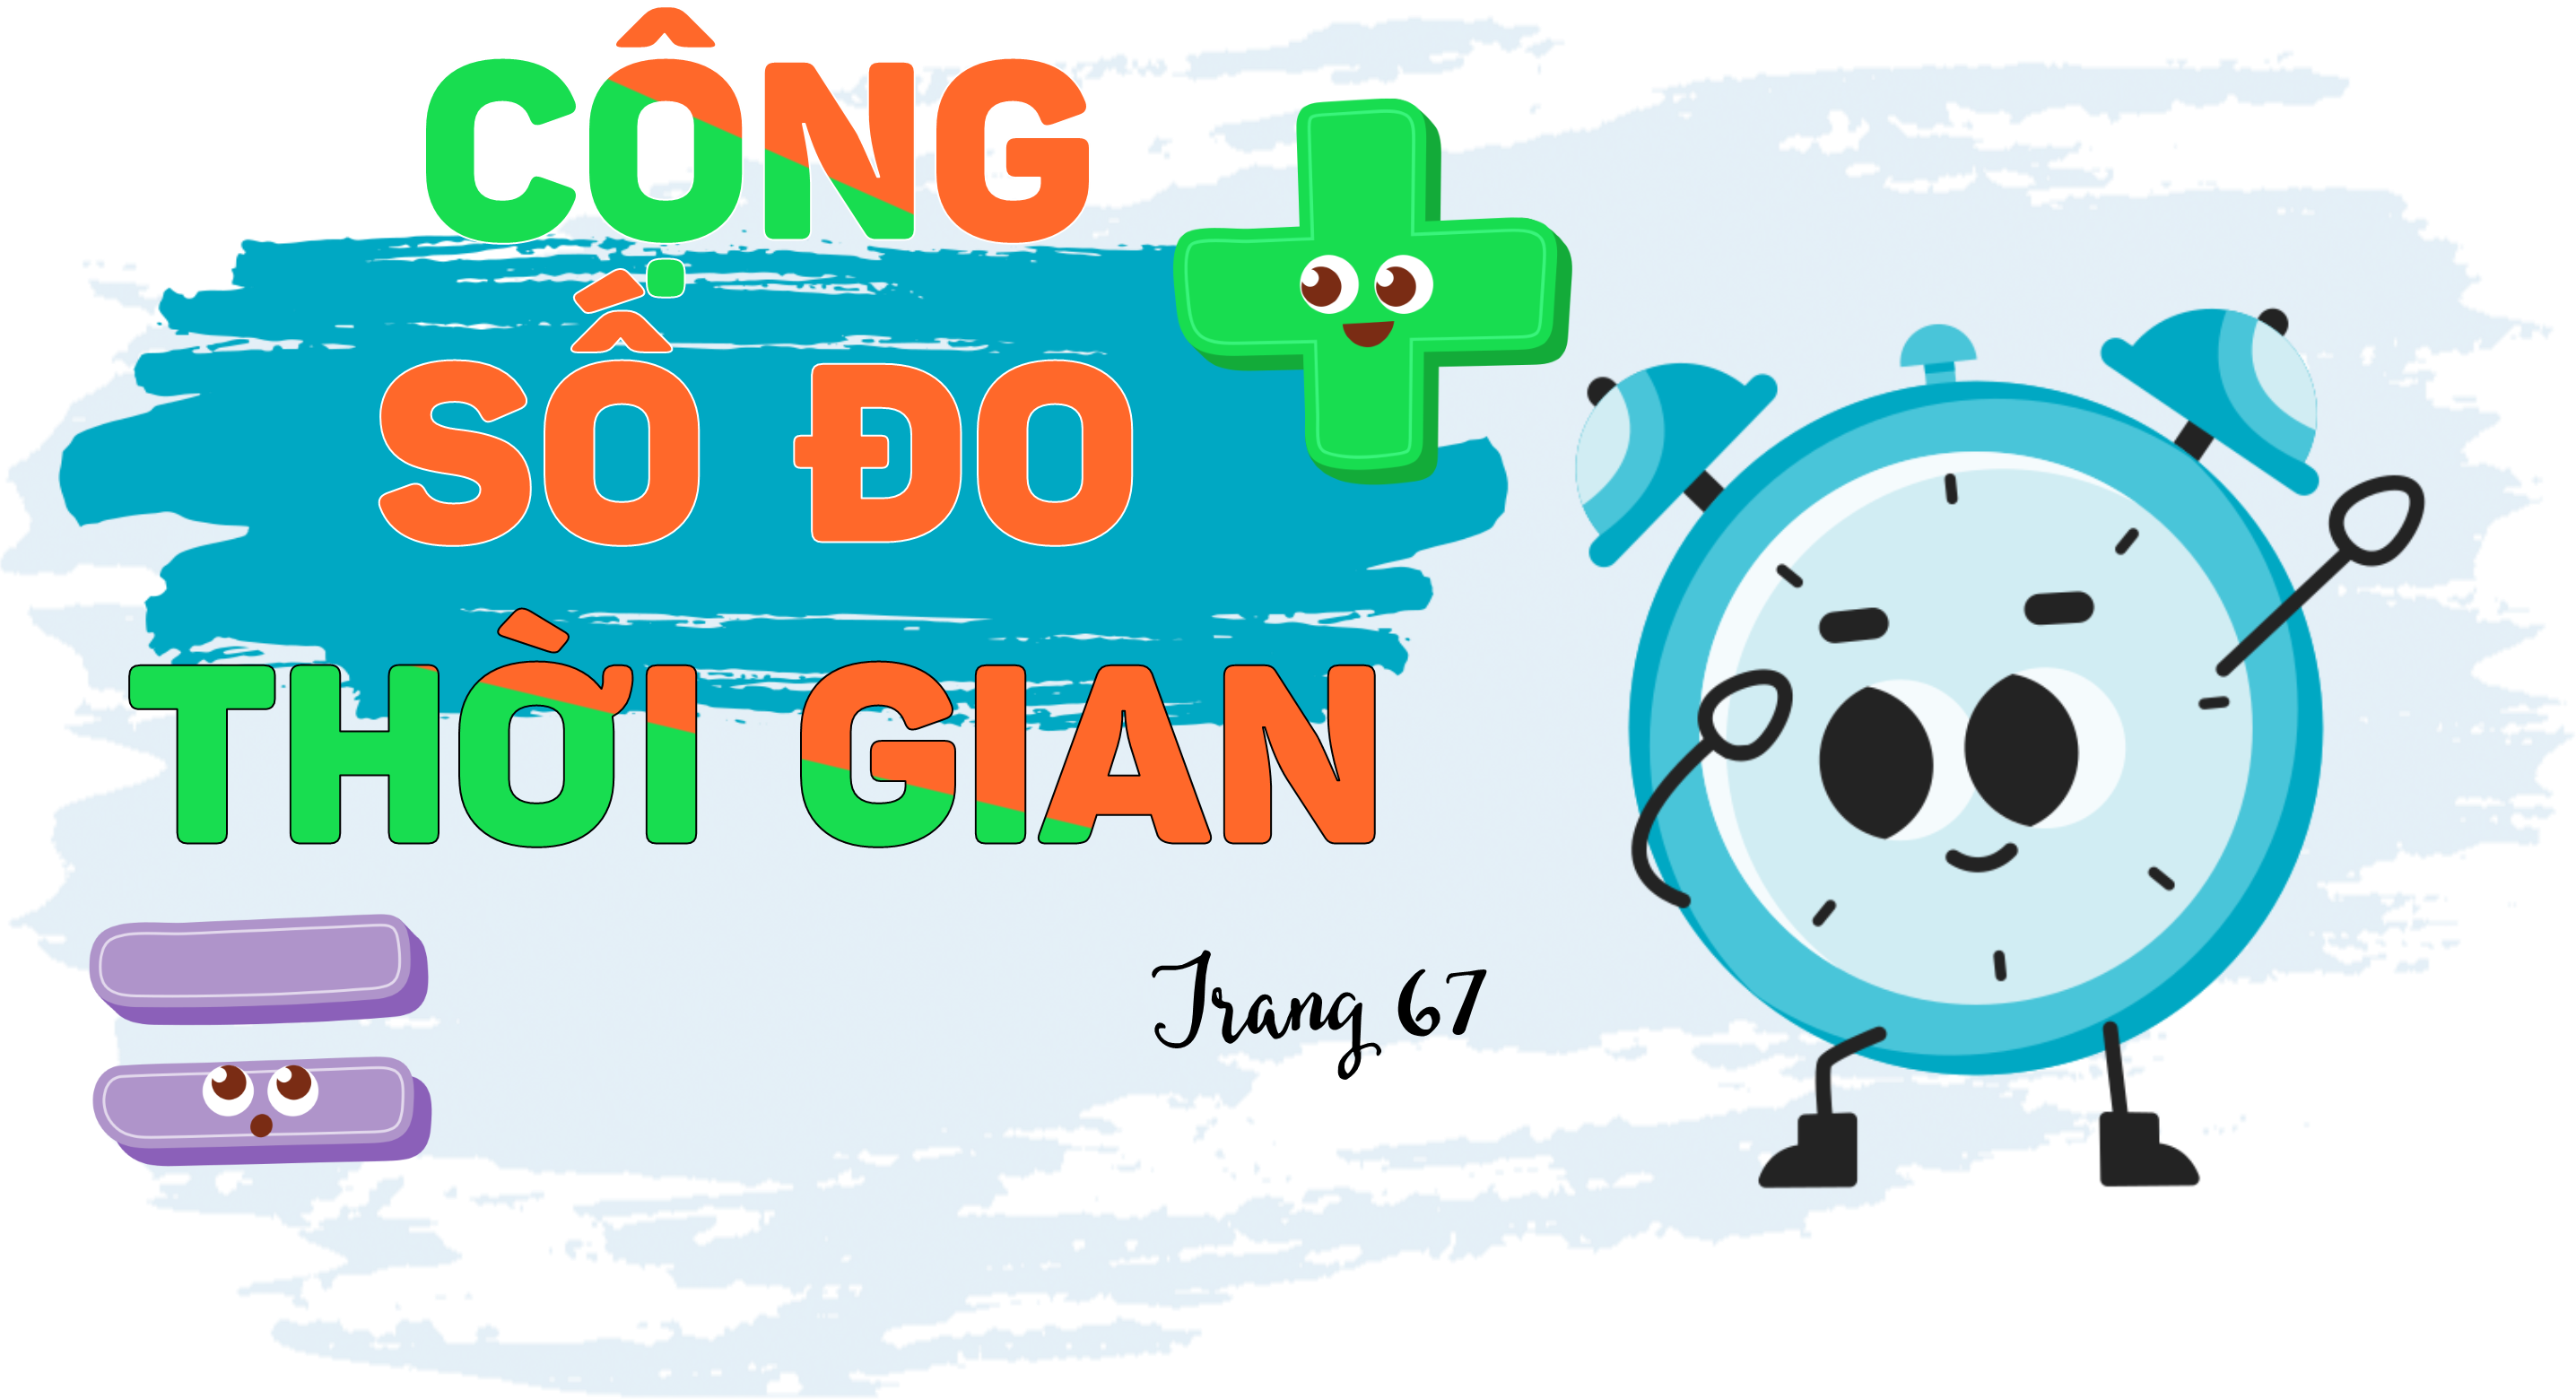 CỘNG
SỐ ĐO
THỜI GIAN
Trang 67